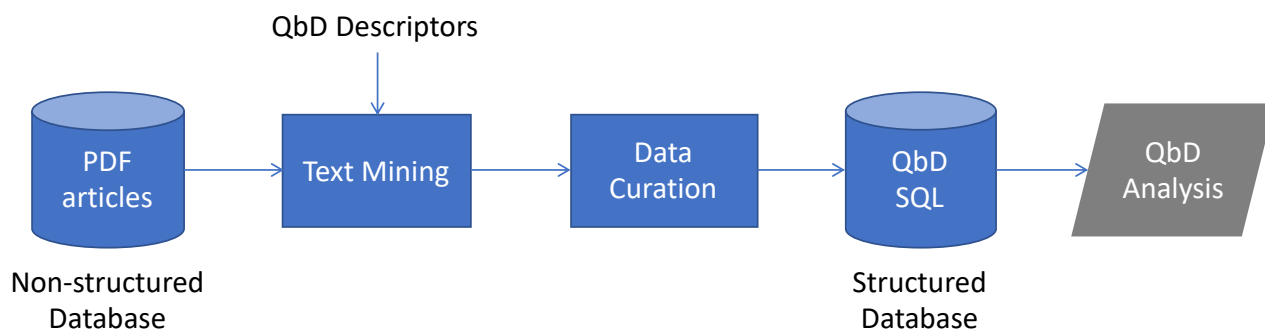 QbD Descriptors
PDF
articles
Text Mining
Data
Curation
QbD
SQL
QbD
Analysis
Non-structured
Database
Structured
Database